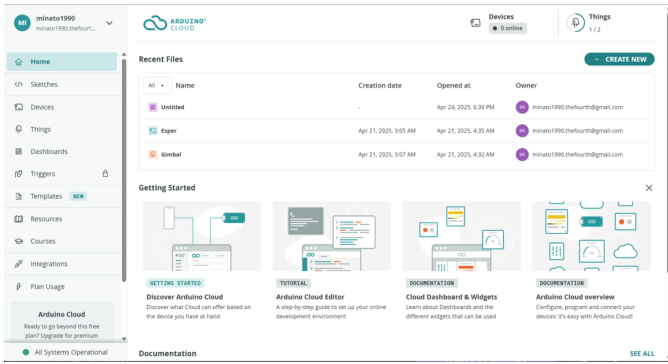 MI
minato1990
minato1990.thefourt...
ARDUINO
CLOUD
Devices
0 online
Things
1 / 2
Home
Sketches
Devices
Things
Dashboards
Triggers
Templates NEW
Resources
Courses
Integrations
Plan Usage
Arduino Cloud
Ready to go beyond this free
plan? Upgrade for premium
All Systems Operational
Recent Files
CREATE NEW
All Name Creation date Opened at Owner
Untitled - Apr 24, 2025, 6:39 PM MI minato1990.thefourth@gmail.com
Esper Apr 21, 2025, 3:05 AM Apr 21, 2025, 4:35 AM MI minato1990.thefourth@gmail.com
Gimbal Apr 21, 2025, 3:07 AM Apr 21, 2025, 4:32 AM MI minato1990.thefourth@gmail.com
Getting Started
GETTING STARTED
Discover Arduino Cloud
Discover what Cloud can offer based on
the device you have at hand
TUTORIAL
Arduino Cloud Editor
A step-by-step guide to set up your online
development environment
DOCUMENTATION
Cloud Dashboard & Widgets
Learn about Dashboards and the
different widgets that can be used
DOCUMENTATION
Arduino Cloud overview
Configure, program and connect your
devices: it's easy with Arduino Cloud!
Documentation
SEE ALL